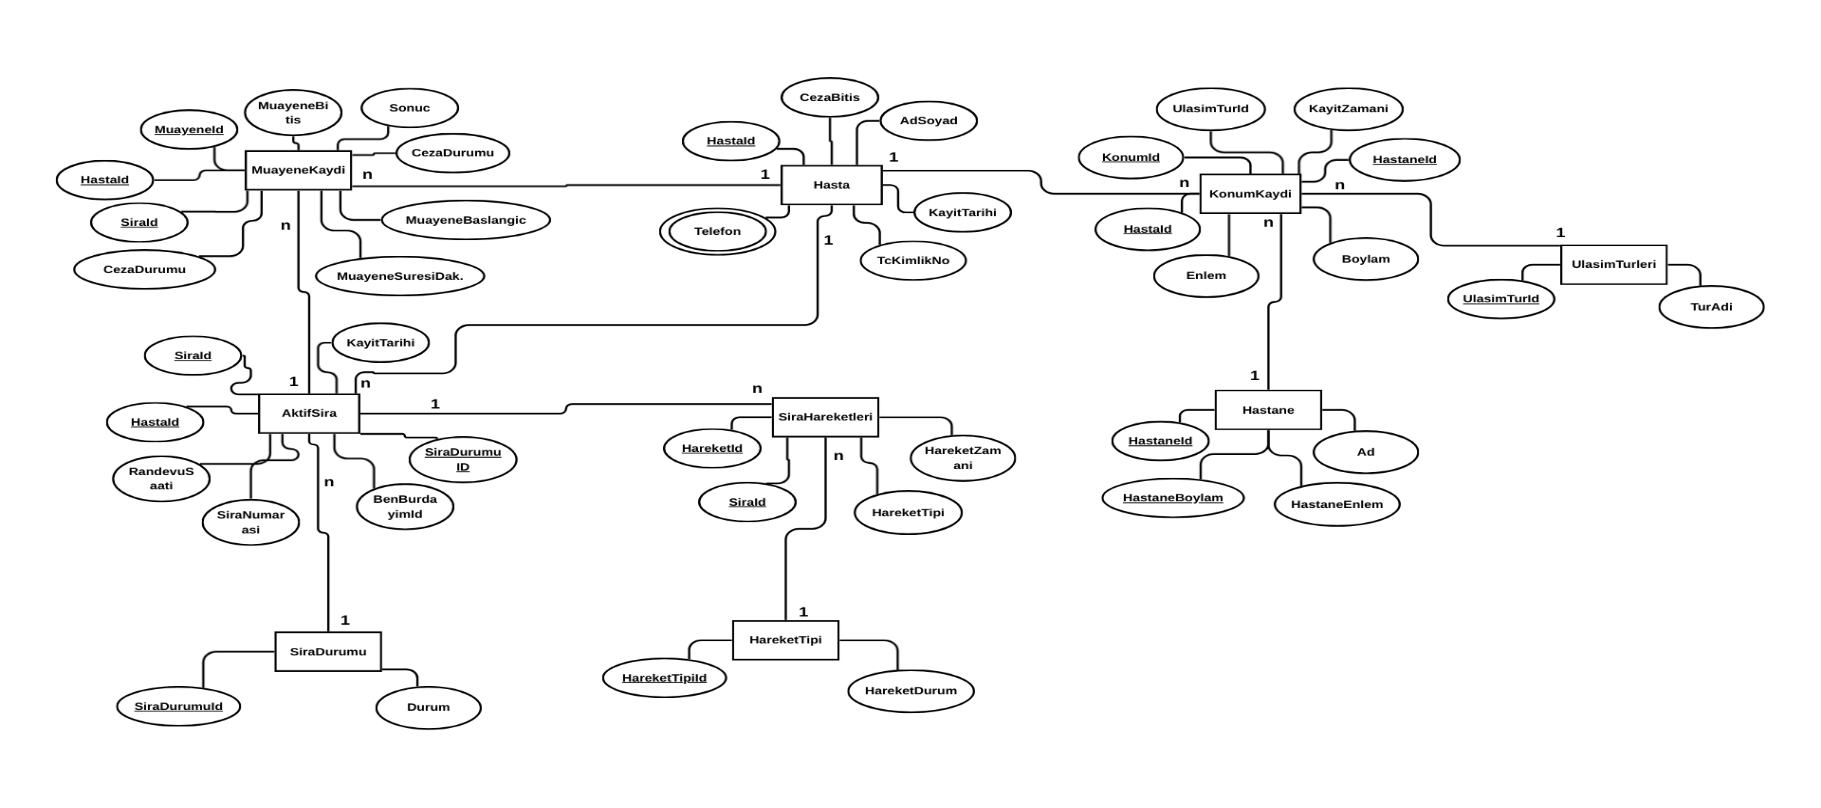 MuayeneBi
tis
Sonuc
MuayeneId
CezaDurumu
MuayeneKaydi
HastaId
SiraId
CezaDurumu
MuayeneBaslangic
MuayeneSuresiDak.
n
n
CezaBitis
AdSoyad
HastaId
Hasta
1
1
1
Telefon
KayitTarihi
TcKimlikNo
UlasimTurId
KayitZamani
KonumId
HastaneId
KonumKaydi
n
n
n
HastaId
Enlem
Boylam
1
UlasimTurleri
UlasimTurId
TurAdi
SiraId
KayitTarihi
1
n
AktifSira
1
HastaId
RandevuS
aati
SiraNumar
asi
n
BenBurda
yimId
SiraDurumu
ID
n
SiraHareketleri
HareketId
SiraId
n
HareketZam
ani
HareketTipi
1
Hastane
HastaneId
Ad
HastaneBoylam
HastaneEnlem
1
SiraDurumu
SiraDurumuId
Durum
1
HareketTipi
HareketTipiId
HareketDurum